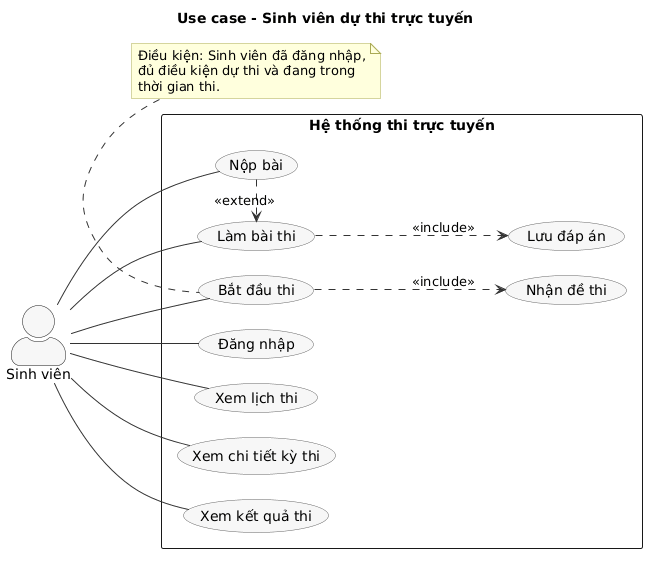 Use case - Sinh viên dự thi trực tuyến
Điều kiện: Sinh viên đã đăng nhập,
đủ điều kiện dự thi và đang trong
thời gian thi.
Hệ thống thi trực tuyến
Nộp bài
«extend»
Làm bài thi
«include»
Lưu đáp án
Bắt đầu thi
«include»
Nhận đề thi
Đăng nhập
Sinh viên
Xem lịch thi
Xem chi tiết kỳ thi
Xem kết quả thi